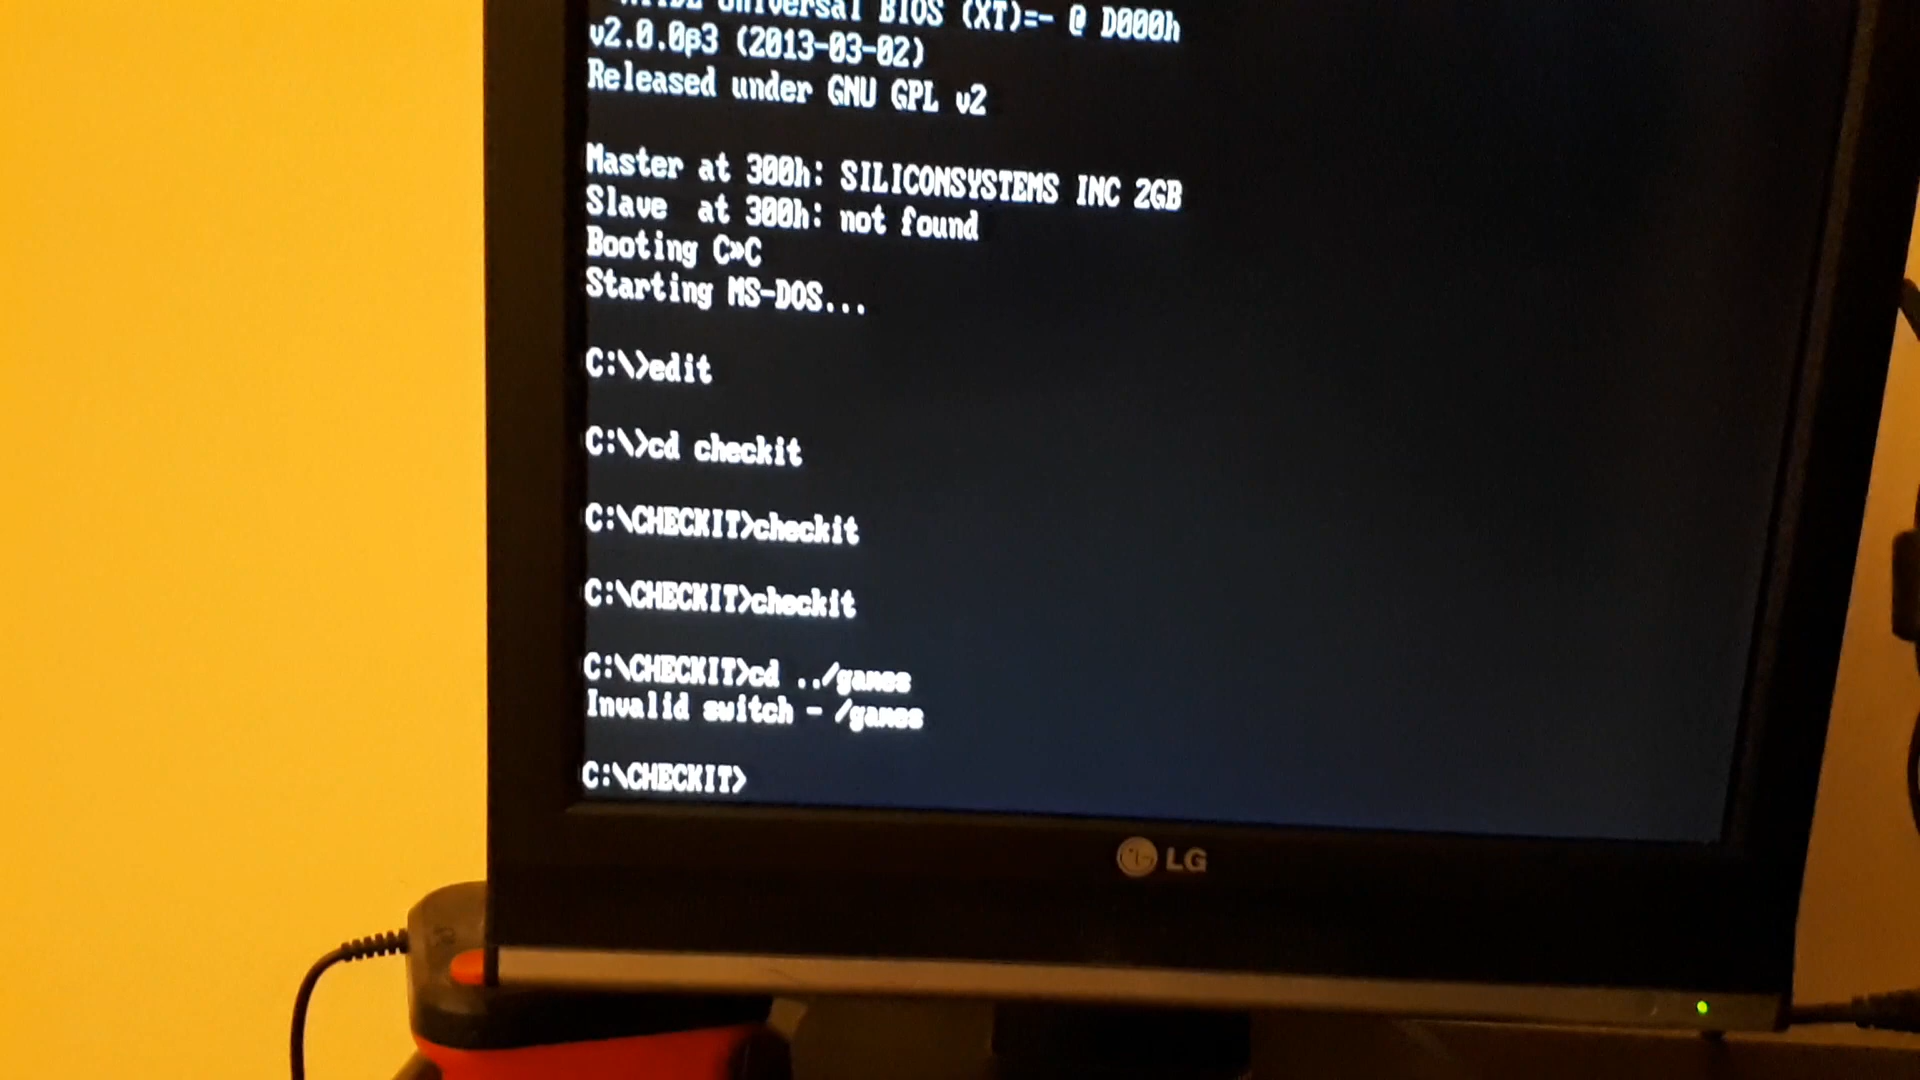 Universal BIOS (XT)=- @ D000h
v2.0.0β3 (2013-03-02)
Released under GNU GPL v2
Master at 300h: SILICONSYSTEMS INC 2GB
Slave  at 300h: not found
Booting C»C
Starting MS-DOS...
C:\>edit
C:\>cd checkit
C:\CHECKIT>checkit
C:\CHECKIT>checkit
C:\CHECKIT>cd ../games
Invalid switch - /games
C:\CHECKIT>
LG